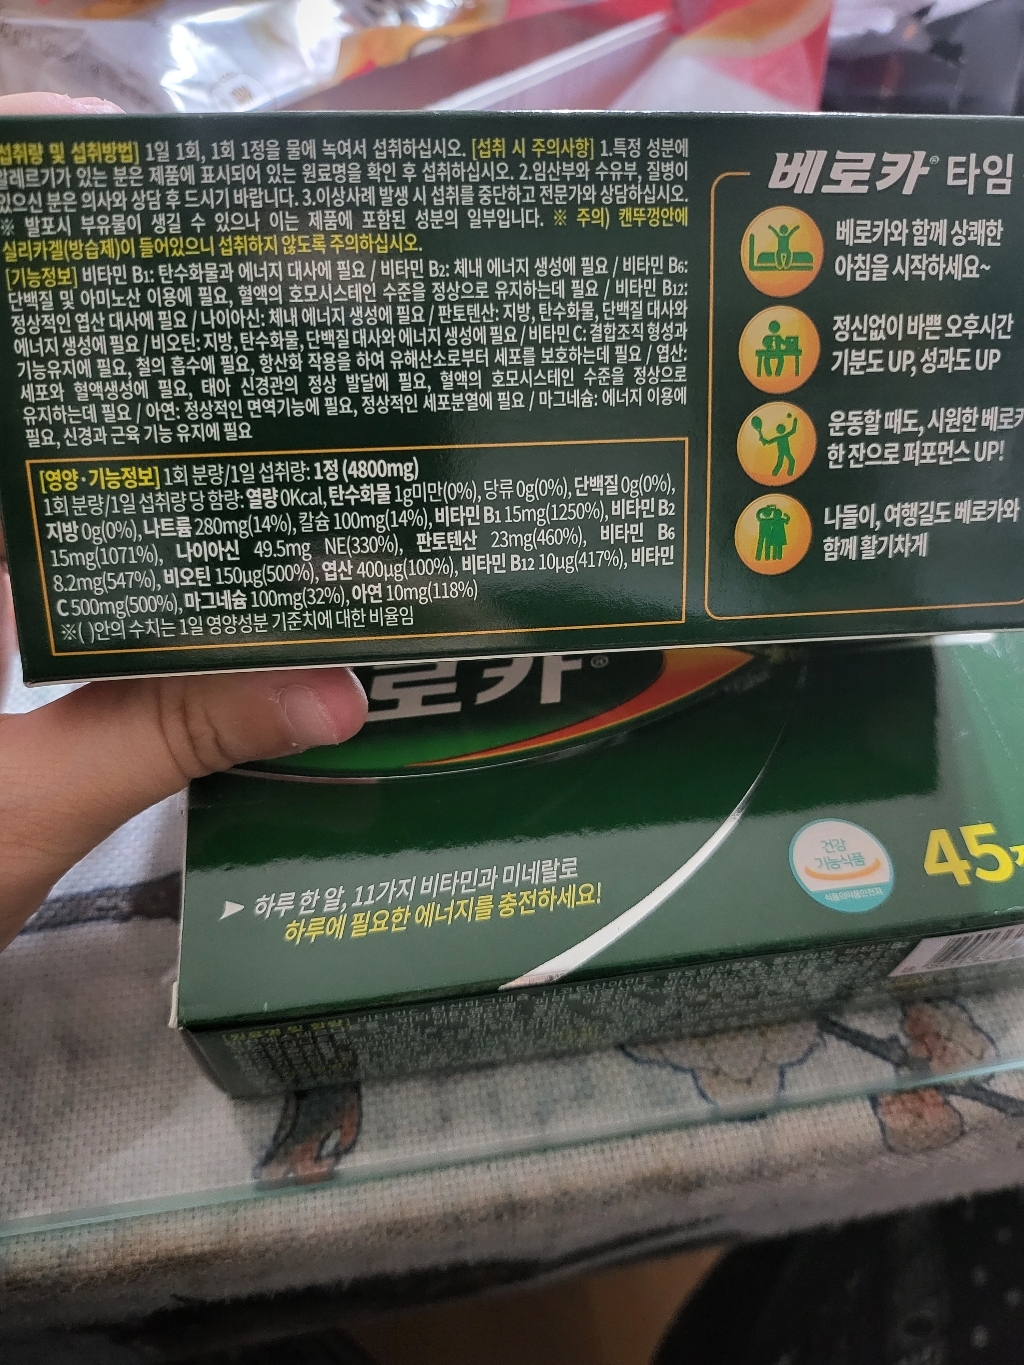 섭취량 및 섭취방법] 1일 1회, 1회 1정을 물에 녹여서 섭취하십시오. [섭취 시 주의사항] 1.특정 성분에
알레르기가 있는 분은 제품에 표시되어 있는 원료명을 확인 후 섭취하십시오. 2.임산부와 수유부, 질병이
있으신 분은 의사와 상담 후 드시기 바랍니다. 3.이상사례 발생 시 섭취를 중단하고 전문가와 상담하십시오.
※ 발포시 부유물이 생길 수 있으나 이는 제품에 포함된 성분의 일부입니다. ※ 주의) 캔뚜껑안에
실리카겔(방습제)이 들어있으니 섭취하지 않도록 주의하십시오.
[기능정보] 비타민 B1: 탄수화물과 에너지 대사에 필요 / 비타민 B2: 체내 에너지 생성에 필요 / 비타민 B6:
단백질 및 아미노산 이용에 필요, 혈액의 호모시스테인 수준을 정상으로 유지하는데 필요 / 비타민 B12:
정상적인 엽산 대사에 필요 / 나이아신: 체내 에너지 생성에 필요 / 판토텐산: 지방, 탄수화물, 단백질 대사와
에너지 생성에 필요 / 비오틴: 지방, 탄수화물, 단백질 대사와 에너지 생성에 필요 / 비타민 C: 결합조직 형성과
기능유지에 필요, 철의 흡수에 필요, 항산화 작용을 하여 유해산소로부터 세포를 보호하는데 필요 / 엽산:
세포와 혈액생성에 필요, 태아 신경관의 정상 발달에 필요, 혈액의 호모시스테인 수준을 정상으로
유지하는데 필요 / 아연: 정상적인 면역기능에 필요, 정상적인 세포분열에 필요 / 마그네슘: 에너지 이용에
필요, 신경과 근육 기능 유지에 필요
[영양·기능정보] 1회 분량/1일 섭취량: 1정 (4800mg)
1회 분량/1일 섭취량 당 함량: 열량 0Kcal, 탄수화물 1g미만(0%), 당류 0g(0%), 단백질 0g(0%),
지방 0g(0%), 나트륨 280mg(14%), 칼슘 100mg(14%), 비타민 B1 15mg(1250%), 비타민 B2
15mg(1071%), 나이아신 49.5mg NE(330%), 판토텐산 23mg(460%), 비타민 B6
8.2mg(547%), 비오틴 150μg(500%), 엽산 400μg(100%), 비타민 B12 10μg(417%), 비타민
C 500mg(500%), 마그네슘 100mg(32%), 아연 10mg(118%)
※( )안의 수치는 1일 영양성분 기준치에 대한 비율임
베로카® 타임
베로카와 함께 상쾌한
아침을 시작하세요~
정신없이 바쁜 오후시간
기분도 UP, 성과도 UP
운동할 때도, 시원한 베로카
한 잔으로 퍼포먼스 UP!
나들이, 여행길도 베로카와
함께 활기차게
로카®
하루 한 알, 11가지 비타민과 미네랄로
하루에 필요한 에너지를 충전하세요!
건강
기능식품
식품의약품안전처
45